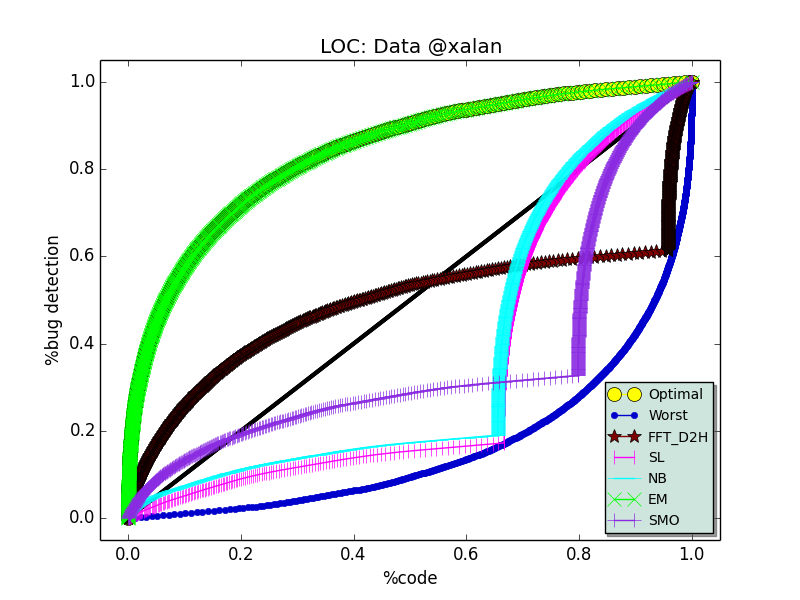 LOC: Data @xalan
%bug detection
1.0
0.8
0.6
0.4
0.2
0.0
0.0 0.2 0.4 0.6 0.8 1.0
%code
Optimal
Worst
FFT_D2H
SL
NB
EM
SMO